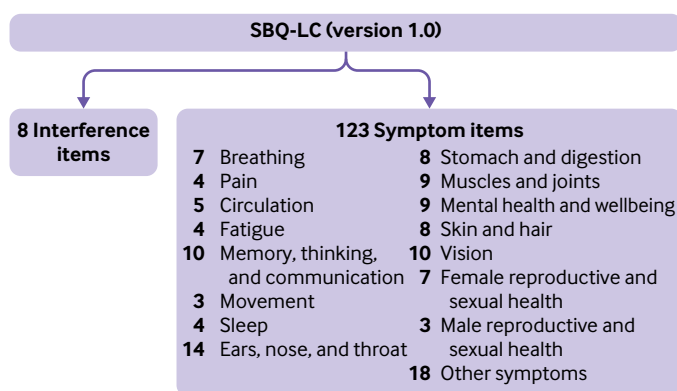 SBQ-LC (version 1.0)
8 Interference
items
123 Symptom items
7 Breathing
4 Pain
5 Circulation
4 Fatigue
10 Memory, thinking,
and communication
3 Movement
4 Sleep
14 Ears, nose, and throat
8 Stomach and digestion
9 Muscles and joints
9 Mental health and wellbeing
8 Skin and hair
10 Vision
7 Female reproductive and
sexual health
3 Male reproductive and
sexual health
18 Other symptoms